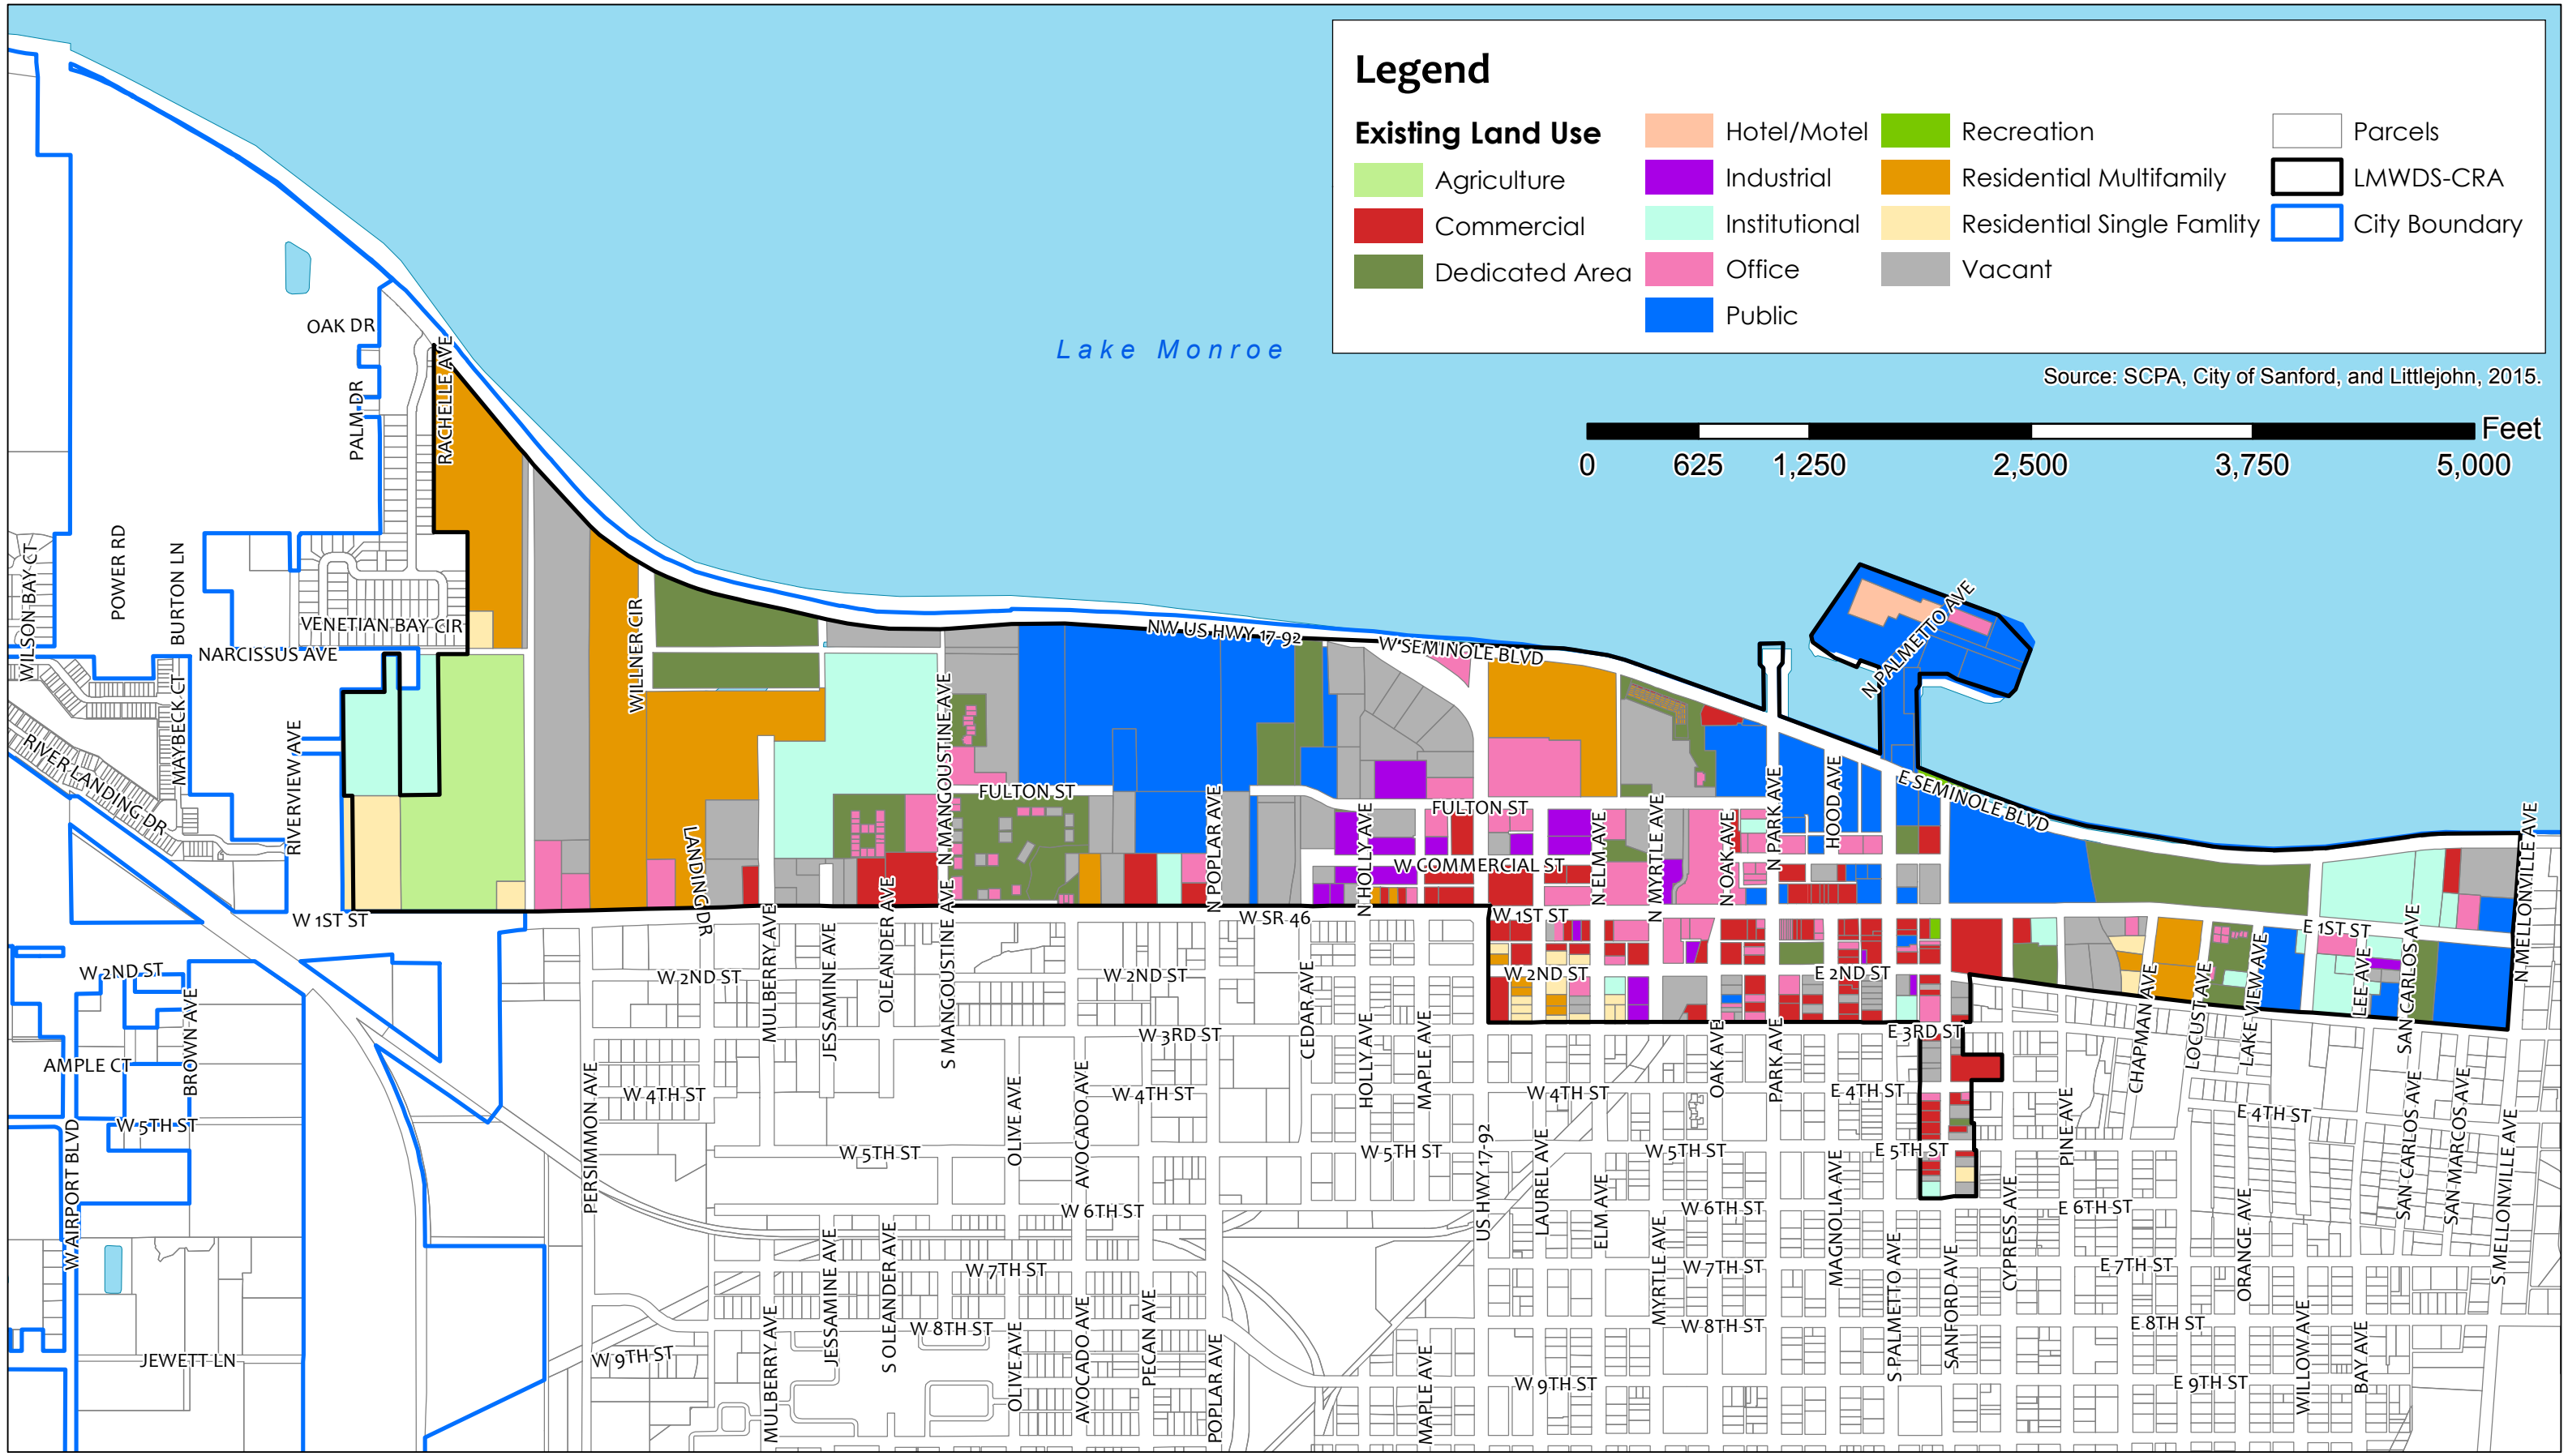 Legend
Existing Land Use
Agriculture
Commercial
Dedicated Area
Hotel/Motel
Industrial
Institutional
Office
Public
Recreation
Residential Multifamily
Residential Single Famlity
Vacant
Parcels
LMWDS-CRA
City Boundary
Source: SCPA, City of Sanford, and Littlejohn, 2015.
Feet
0 625 1,250 2,500 3,750 5,000
Lake Monroe
OAK DR
PALM DR
RACHELLE AVE
WILSON BAY CT
POWER RD
BURTON LN
VENETIAN BAY CIR
NARCISSUS AVE
MAYBECK CT
RIVER LANDING DR
RIVERVIEW AVE
WILLNER CIR
LANDING DR
N MANGOUSTINE AVE
NW US HWY 17-92
W SEMINOLE BLVD
N PALMETTO AVE
E SEMINOLE BLVD
FULTON ST
FULTON ST
N POPLAR AVE
N HOLLY AVE
W COMMERCIAL ST
N ELM AVE
N MYRTLE AVE
N OAK AVE
N PARK AVE
HOOD AVE
N MELLONVILLE AVE
W 1ST ST
W SR 46
W 1ST ST
E 1ST ST
W 2ND ST
W 2ND ST
W 2ND ST
W 2ND ST
E 2ND ST
BROWN AVE
AMPLE CT
W 5TH ST
W AIRPORT BLVD
JEWETT LN
PERSIMMON AVE
MULBERRY AVE
JESSAMINE AVE
OLEANDER AVE
S MANGOUSTINE AVE
CEDAR AVE
W 3RD ST
E 3RD ST
W 4TH ST
W 4TH ST
W 4TH ST
E 4TH ST
E 4TH ST
OLIVE AVE
AVOCADO AVE
HOLLY AVE
MAPLE AVE
US HWY 17-92
LAUREL AVE
ELM AVE
OAK AVE
PARK AVE
MAGNOLIA AVE
PINE AVE
CHAPMAN AVE
LOCUST AVE
LAKE VIEW AVE
LEE AVE
SAN CARLOS AVE
SAN CARLOS AVE
SAN MARCOS AVE
S MELLONVILLE AVE
W 5TH ST
W 5TH ST
W 5TH ST
E 5TH ST
W 6TH ST
W 6TH ST
E 6TH ST
CYPRESS AVE
ORANGE AVE
MYRTLE AVE
S PALMETTO AVE
SANFORD AVE
W 7TH ST
W 7TH ST
E 7TH ST
W 8TH ST
W 8TH ST
E 8TH ST
W 9TH ST
W 9TH ST
E 9TH ST
MULBERRY AVE
JESSAMINE AVE
S OLEANDER AVE
OLIVE AVE
AVOCADO AVE
PECAN AVE
POPLAR AVE
MAPLE AVE
WILLOW AVE
BAY AVE